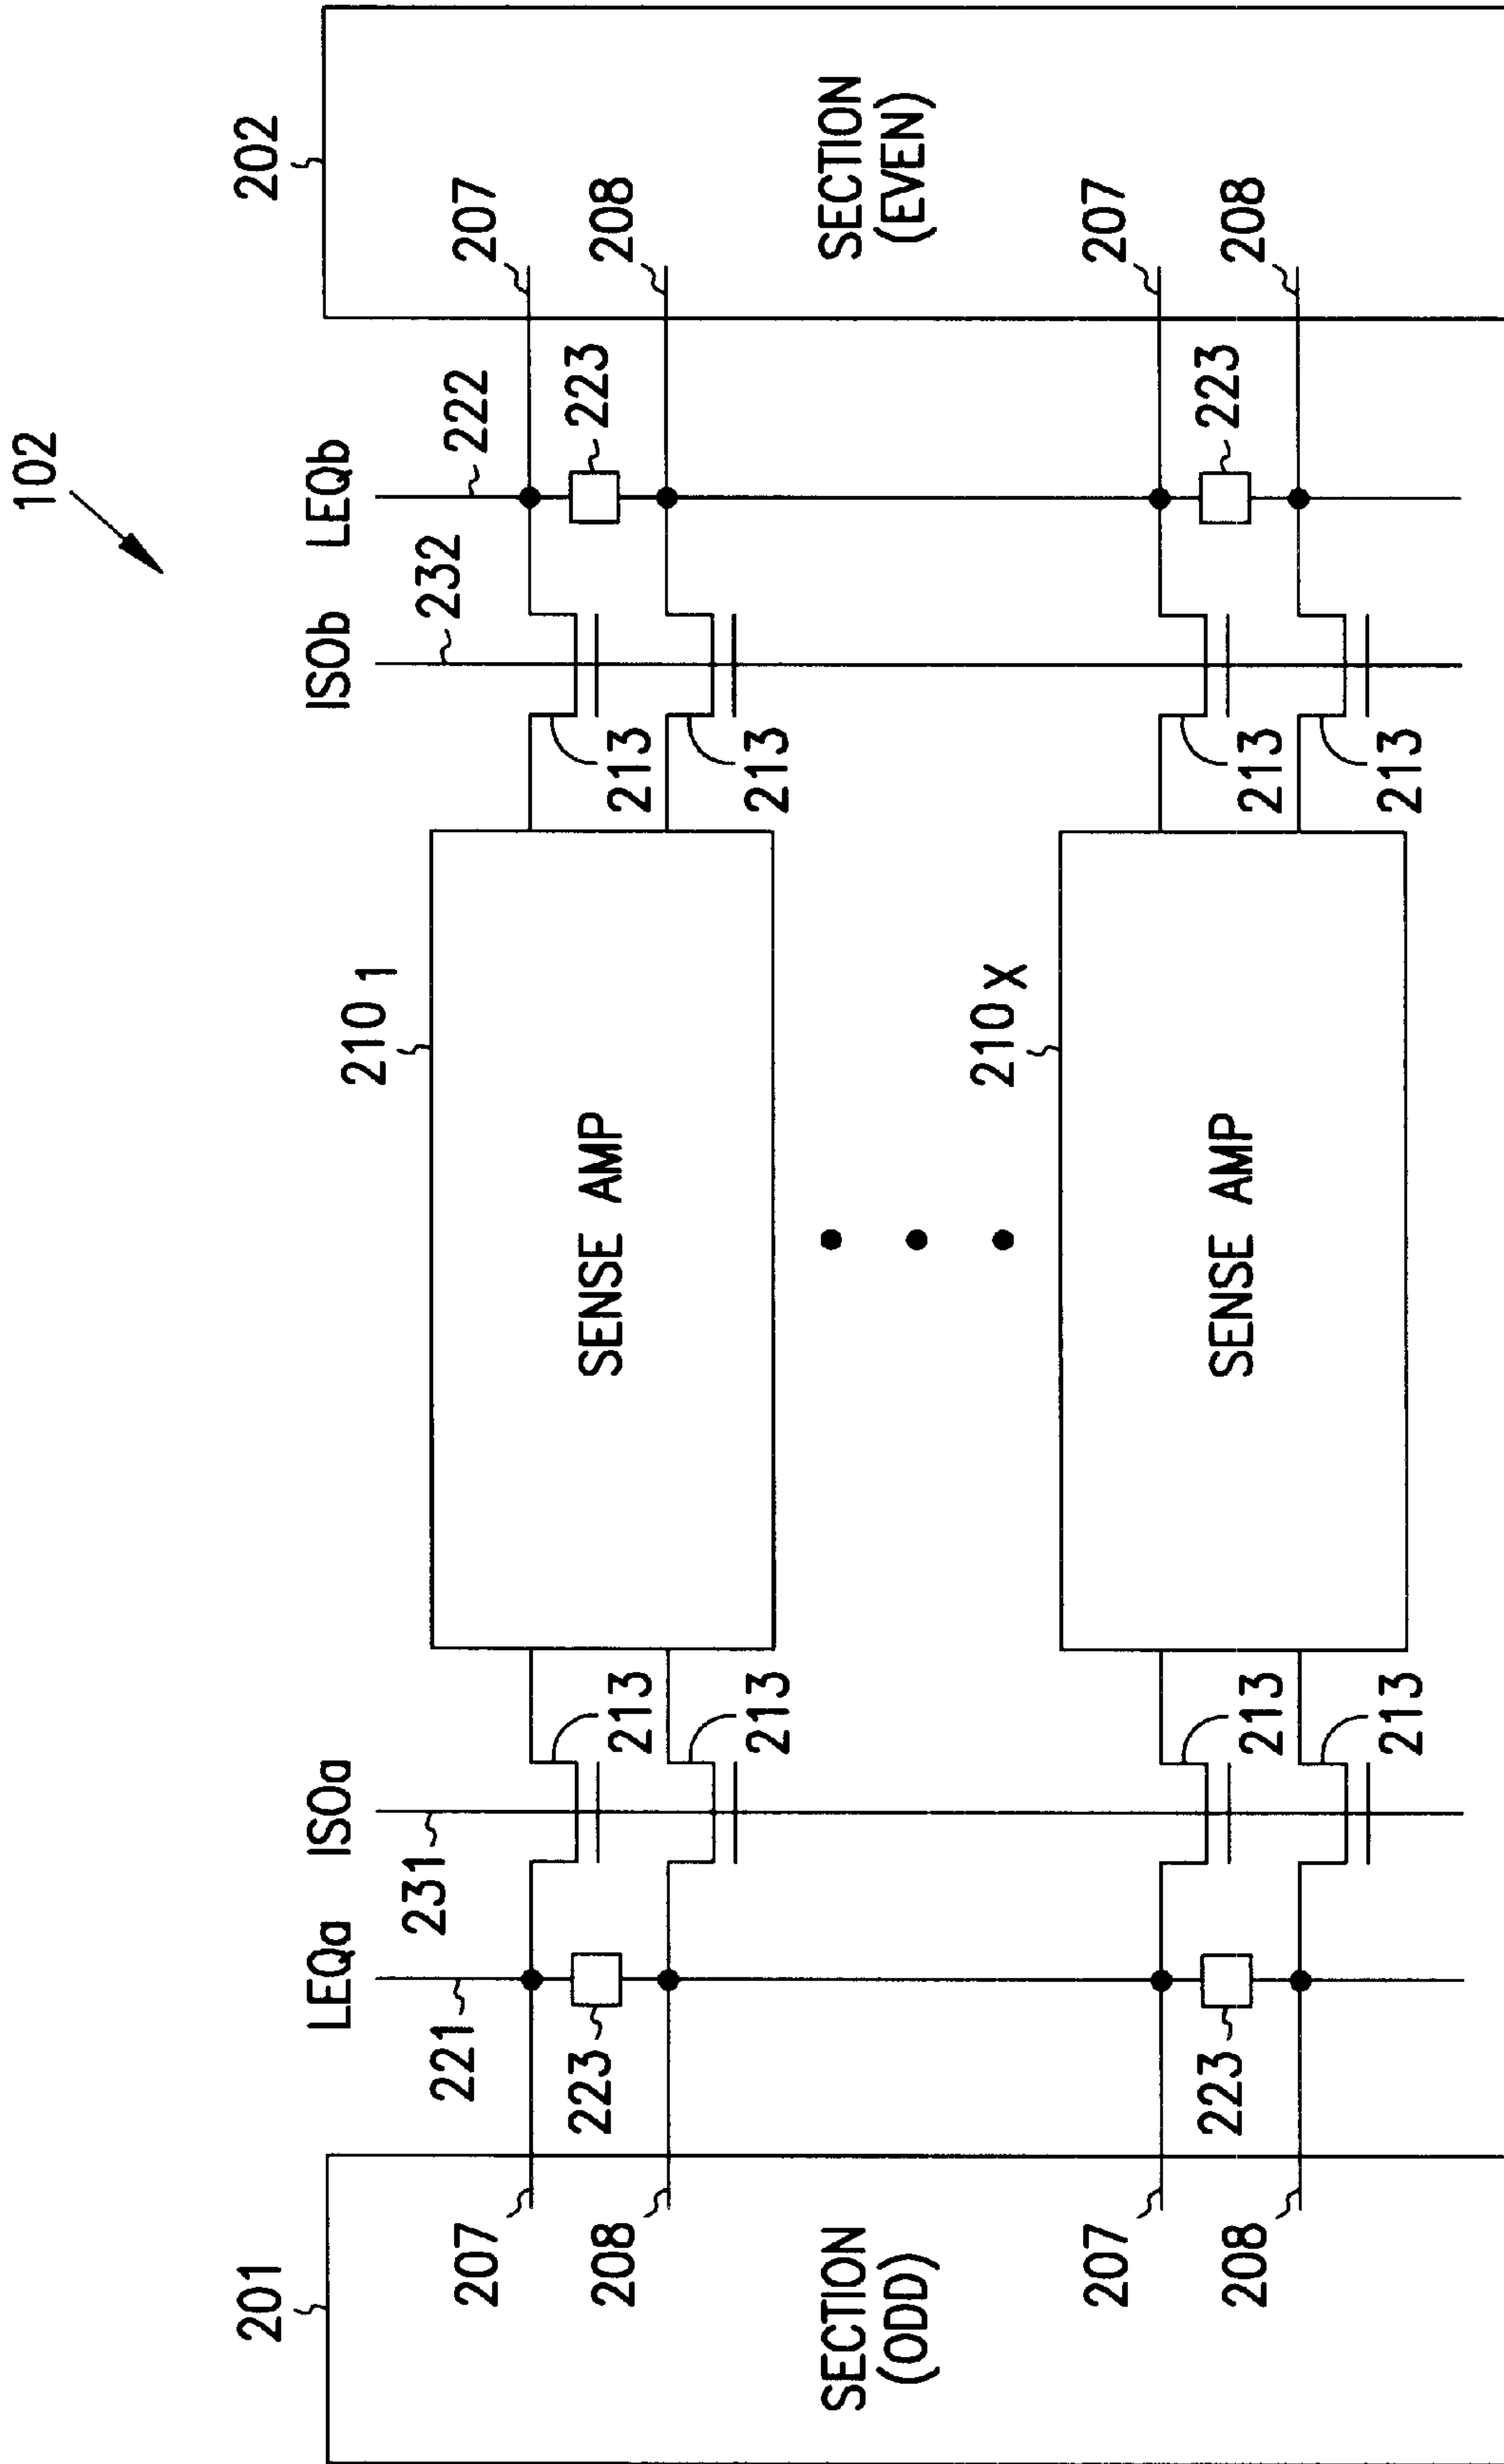 102
201
202
LEQa
ISOa
ISOb
LEQb
210 1
221
231
232
222
207
207
223
213
SENSE AMP
213
223
208
208
213
213
SECTION
(ODD)
SECTION
(EVEN)
210 X
207
207
223
213
SENSE AMP
213
223
208
208
213
213